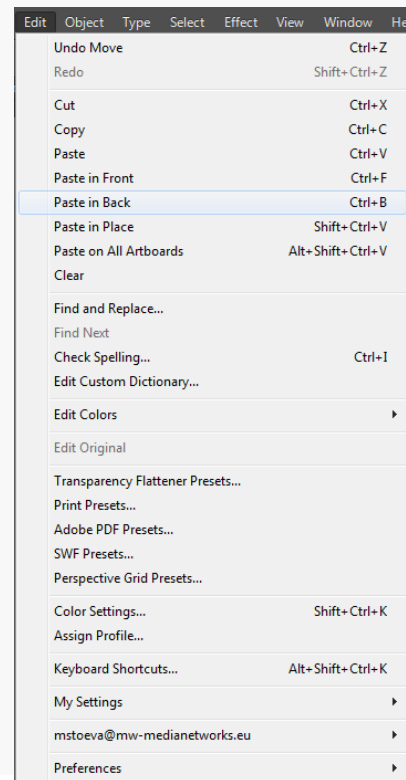 Edit Object Type Select Effect View Window He
Undo Move Ctrl+Z
Redo Shift+Ctrl+Z
Cut Ctrl+X
Copy Ctrl+C
Paste Ctrl+V
Paste in Front Ctrl+F
Paste in Back Ctrl+B
Paste in Place Shift+Ctrl+V
Paste on All Artboards Alt+Shift+Ctrl+V
Clear
Find and Replace...
Find Next
Check Spelling... Ctrl+I
Edit Custom Dictionary...
Edit Colors
Edit Original
Transparency Flattener Presets...
Print Presets...
Adobe PDF Presets...
SWF Presets...
Perspective Grid Presets...
Color Settings... Shift+Ctrl+K
Assign Profile...
Keyboard Shortcuts... Alt+Shift+Ctrl+K
My Settings
mstoeva@mw-medianetworks.eu
Preferences